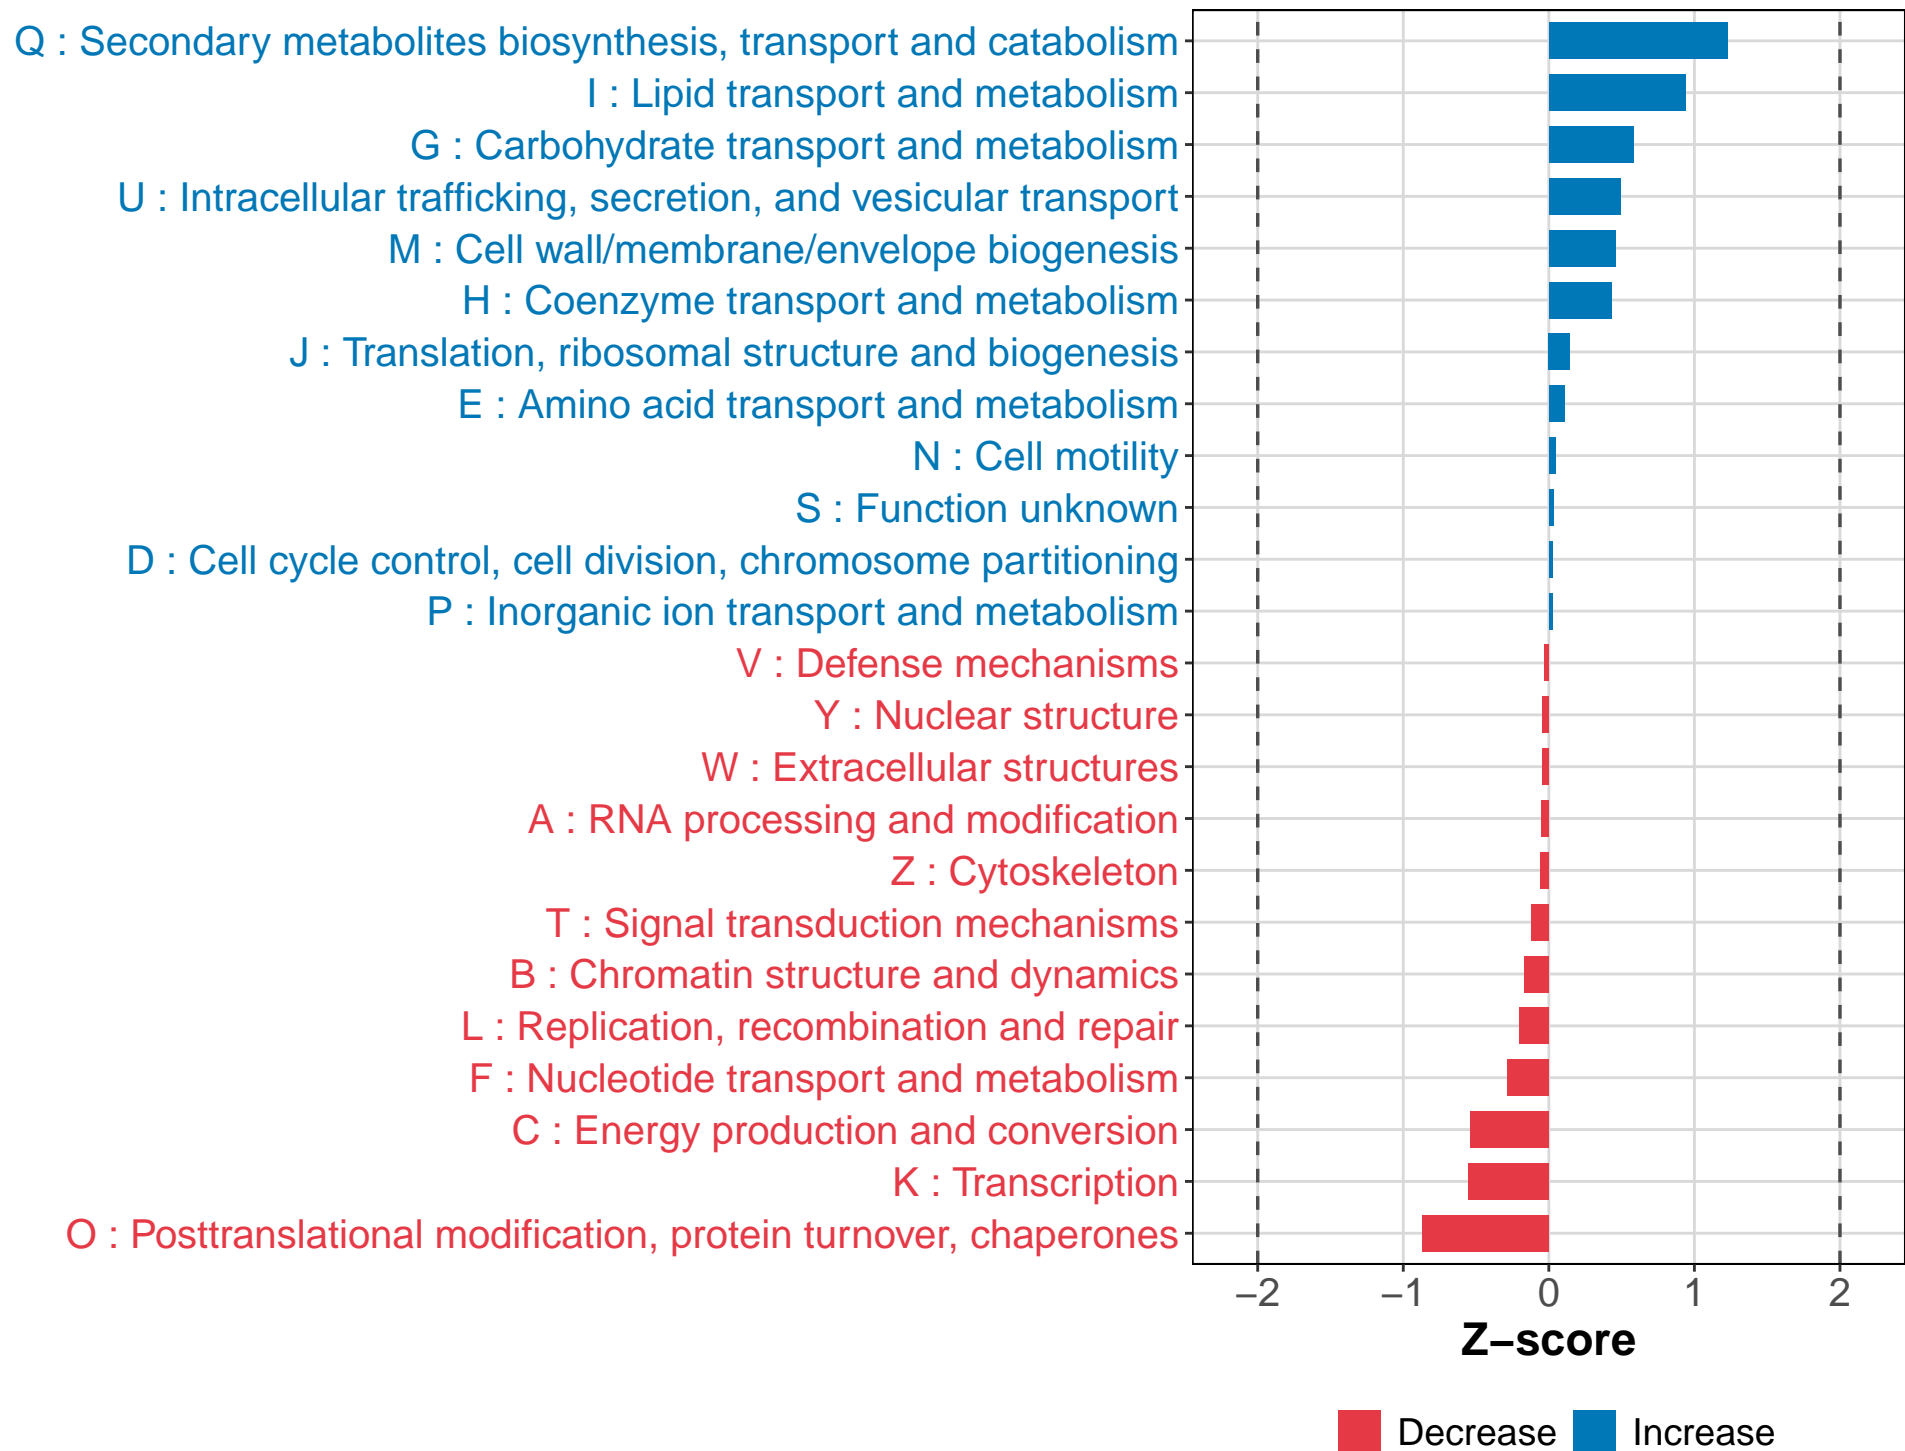 Q : Secondary metabolites biosynthesis, transport and catabolism
I : Lipid transport and metabolism
G : Carbohydrate transport and metabolism
U : Intracellular trafficking, secretion, and vesicular transport
M : Cell wall/membrane/envelope biogenesis
H : Coenzyme transport and metabolism
J : Translation, ribosomal structure and biogenesis
E : Amino acid transport and metabolism
N : Cell motility
S : Function unknown
D : Cell cycle control, cell division, chromosome partitioning
P : Inorganic ion transport and metabolism
V : Defense mechanisms
Y : Nuclear structure
W : Extracellular structures
A : RNA processing and modification
Z : Cytoskeleton
T : Signal transduction mechanisms
B : Chromatin structure and dynamics
L : Replication, recombination and repair
F : Nucleotide transport and metabolism
C : Energy production and conversion
K : Transcription
O : Posttranslational modification, protein turnover, chaperones
−2 −1 0 1 2
Z−score
Decrease Increase